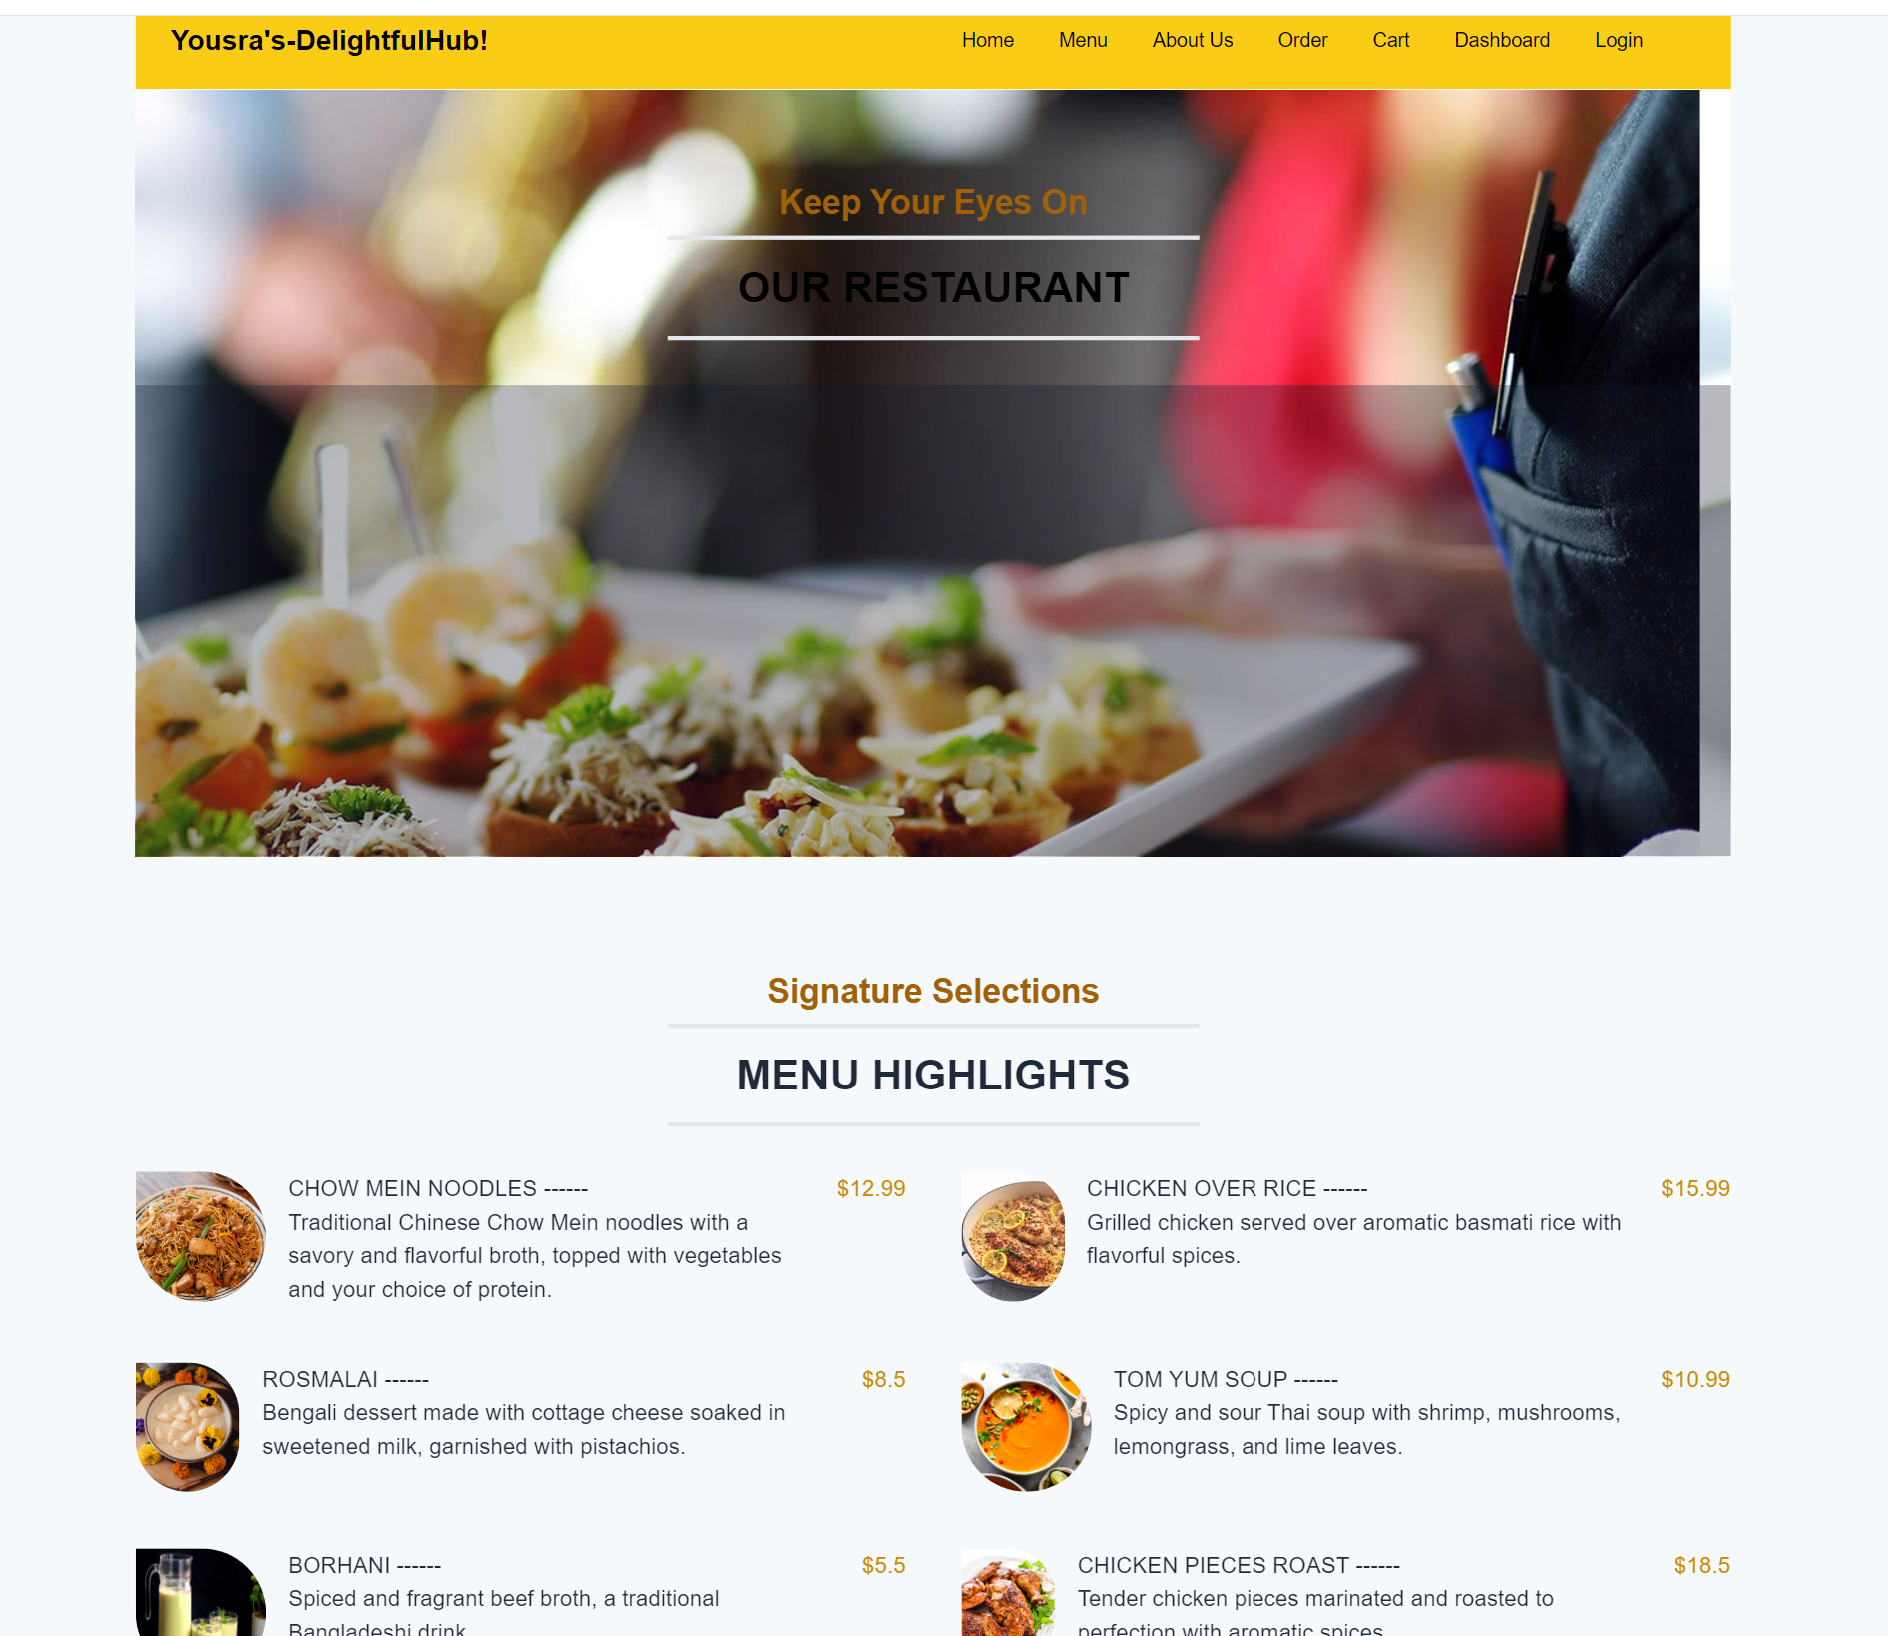 Yousra's-DelightfulHub!
Home Menu About Us Order Cart Dashboard Login
Keep Your Eyes On
OUR RESTAURANT
Signature Selections
MENU HIGHLIGHTS
CHOW MEIN NOODLES ------ $12.99
Traditional Chinese Chow Mein noodles with a
savory and flavorful broth, topped with vegetables
and your choice of protein.
CHICKEN OVER RICE ------ $15.99
Grilled chicken served over aromatic basmati rice with
flavorful spices.
ROSMALAI ------ $8.5
Bengali dessert made with cottage cheese soaked in
sweetened milk, garnished with pistachios.
TOM YUM SOUP ------ $10.99
Spicy and sour Thai soup with shrimp, mushrooms,
lemongrass, and lime leaves.
BORHANI ------ $5.5
Spiced and fragrant beef broth, a traditional
Bangladeshi drink
CHICKEN PIECES ROAST ------ $18.5
Tender chicken pieces marinated and roasted to
perfection with aromatic spices